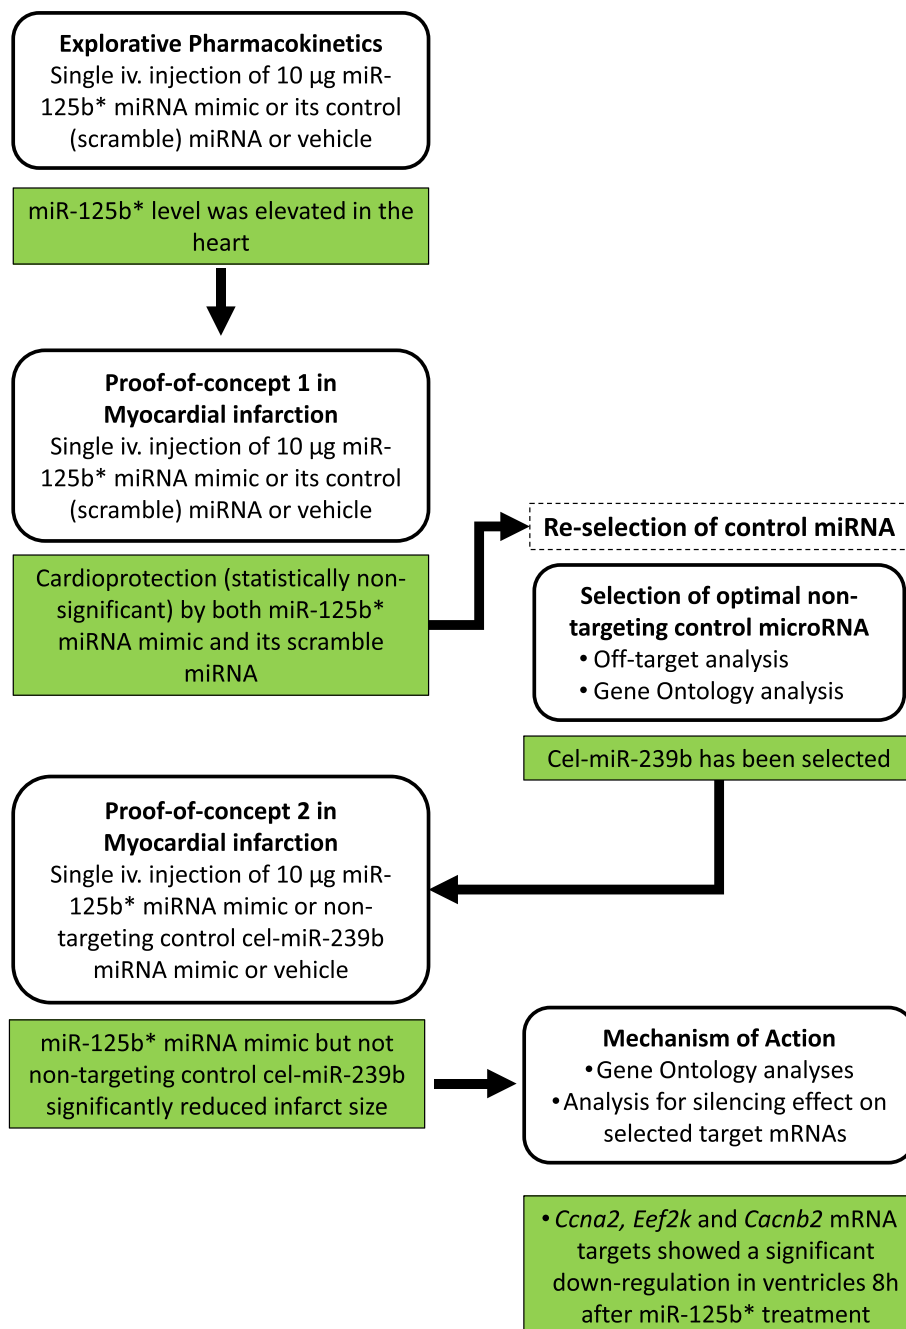 Explorative Pharmacokinetics
Single iv. injection of 10 µg miR-
125b* miRNA mimic or its control
(scramble) miRNA or vehicle
miR-125b* level was elevated in the
heart
Proof-of-concept 1 in
Myocardial infarction
Single iv. injection of 10 µg miR-
125b* miRNA mimic or its control
(scramble) miRNA or vehicle
Cardioprotection (statistically non-
significant) by both miR-125b*
miRNA mimic and its scramble
miRNA
Re-selection of control miRNA
Selection of optimal non-
targeting control microRNA
• Off-target analysis
• Gene Ontology analysis
Cel-miR-239b has been selected
Proof-of-concept 2 in
Myocardial infarction
Single iv. injection of 10 µg miR-
125b* miRNA mimic or non-
targeting control cel-miR-239b
miRNA mimic or vehicle
miR-125b* miRNA mimic but not
non-targeting control cel-miR-239b
significantly reduced infarct size
Mechanism of Action
•Gene Ontology analyses
•Analysis for silencing effect on
selected target mRNAs
• Ccna2, Eef2k and Cacnb2 mRNA
targets showed a significant
down-regulation in ventricles 8h
after miR-125b* treatment